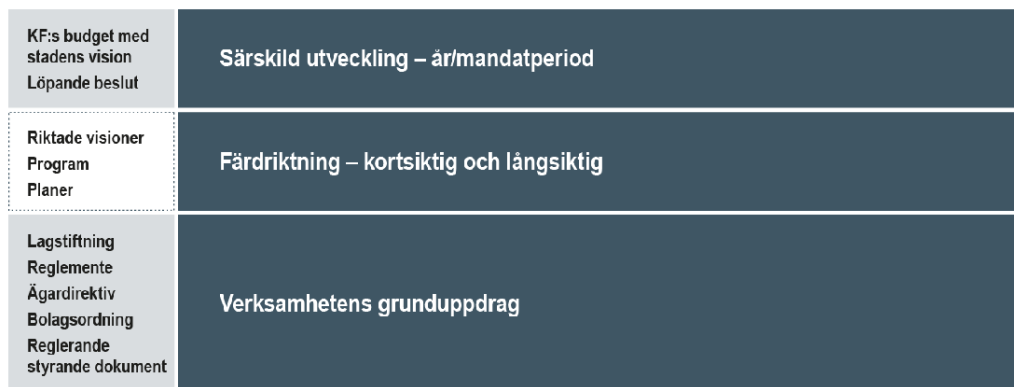 KF:s budget med
stadens vision
Löpande beslut
Särskild utveckling – år/mandatperiod
Riktade visioner
Program
Planer
Färdriktning – kortsiktig och långsiktig
Lagstiftning
Reglemente
Ägardirektiv
Bolagsordning
Reglerande
styrande dokument
Verksamhetens grunduppdrag